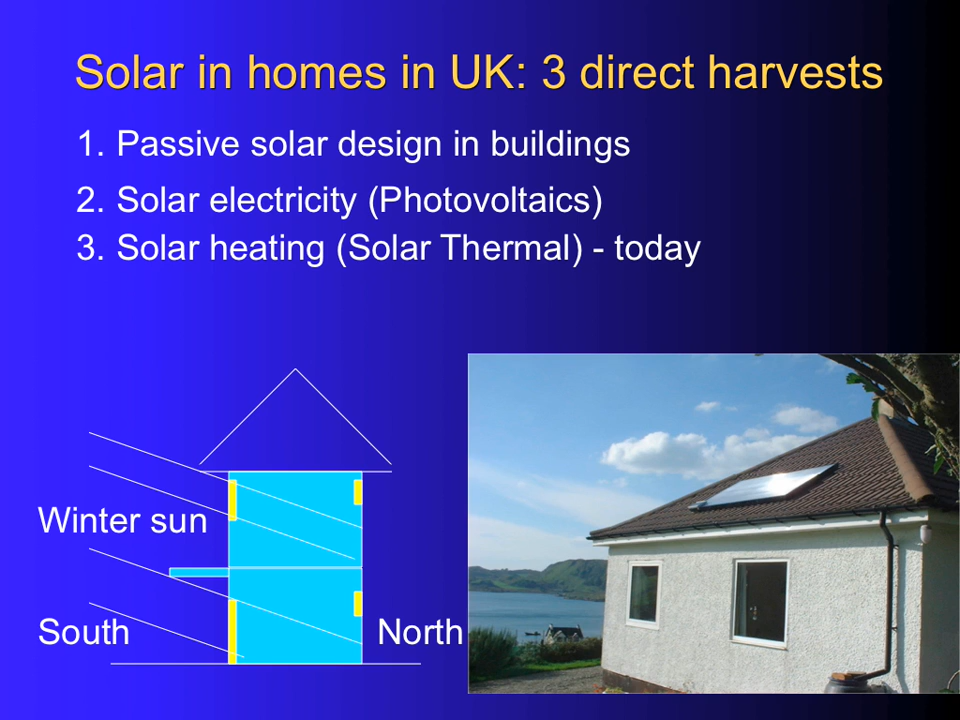 Solar in homes in UK: 3 direct harvests
1. Passive solar design in buildings
2. Solar electricity (Photovoltaics)
3. Solar heating (Solar Thermal) - today
Winter sun
South
North